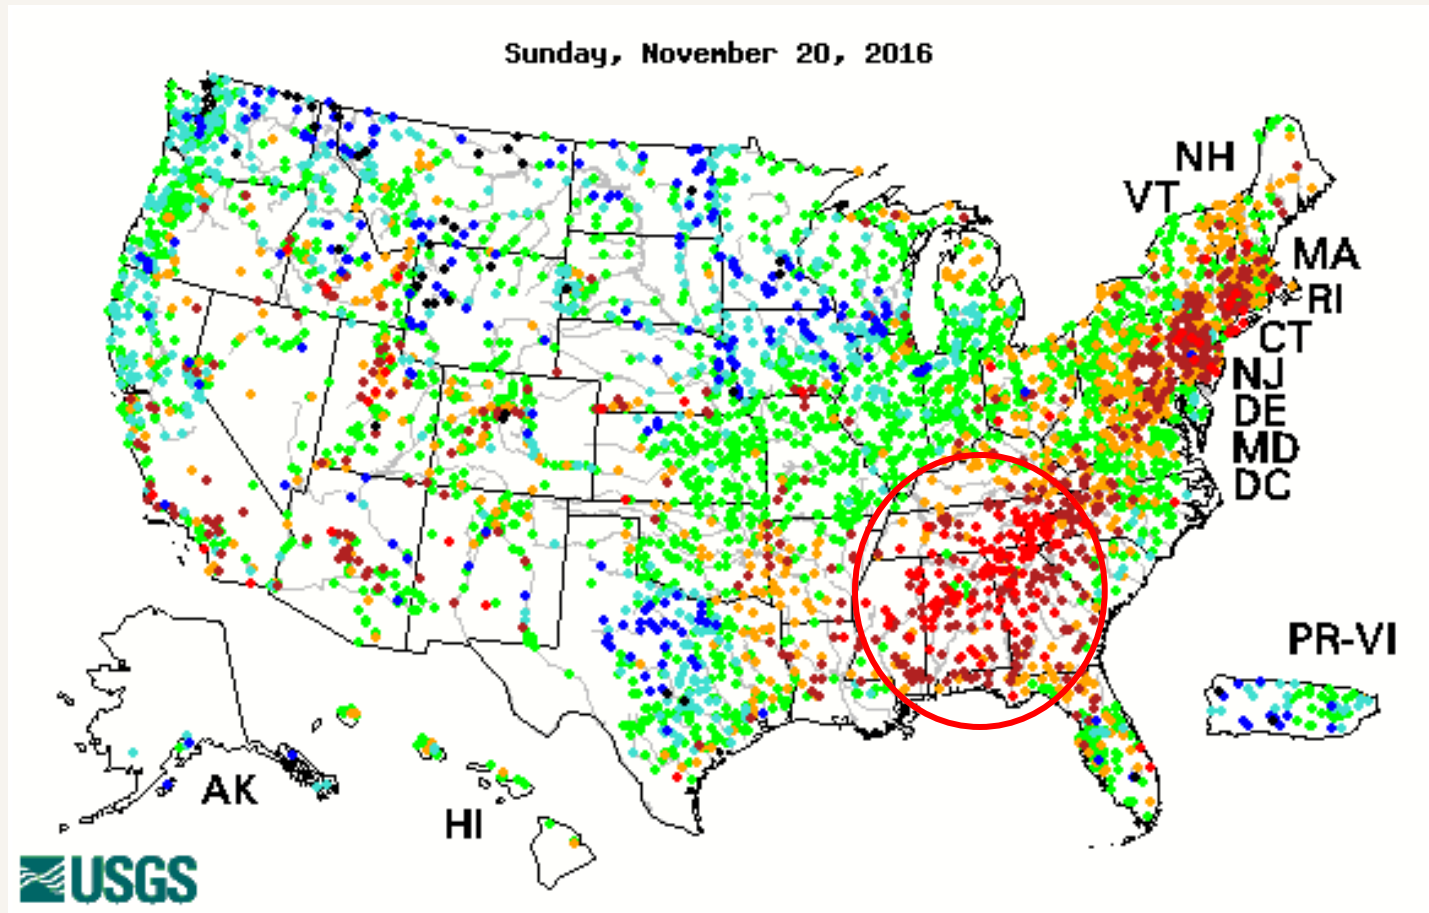 Sunday, November 20, 2016
NH
VT
MA
RI
CT
NJ
DE
MD
DC
PR-VI
AK
HI
USGS